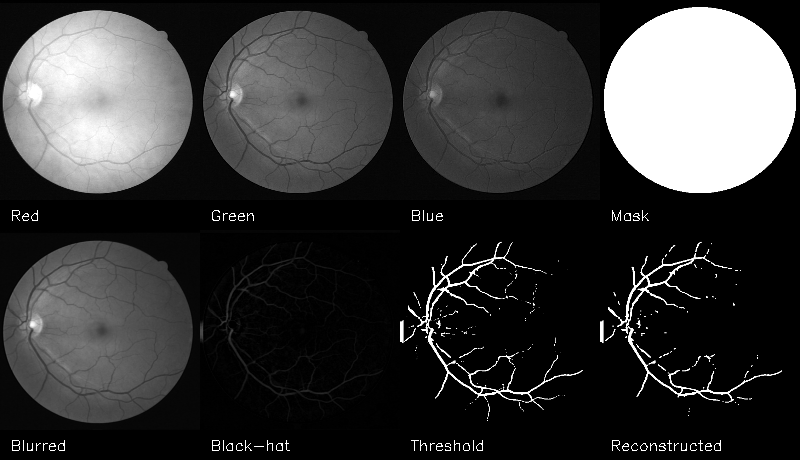 Red
Green
Blue
Mask
Blurred
Black-hat
Threshold
Reconstructed